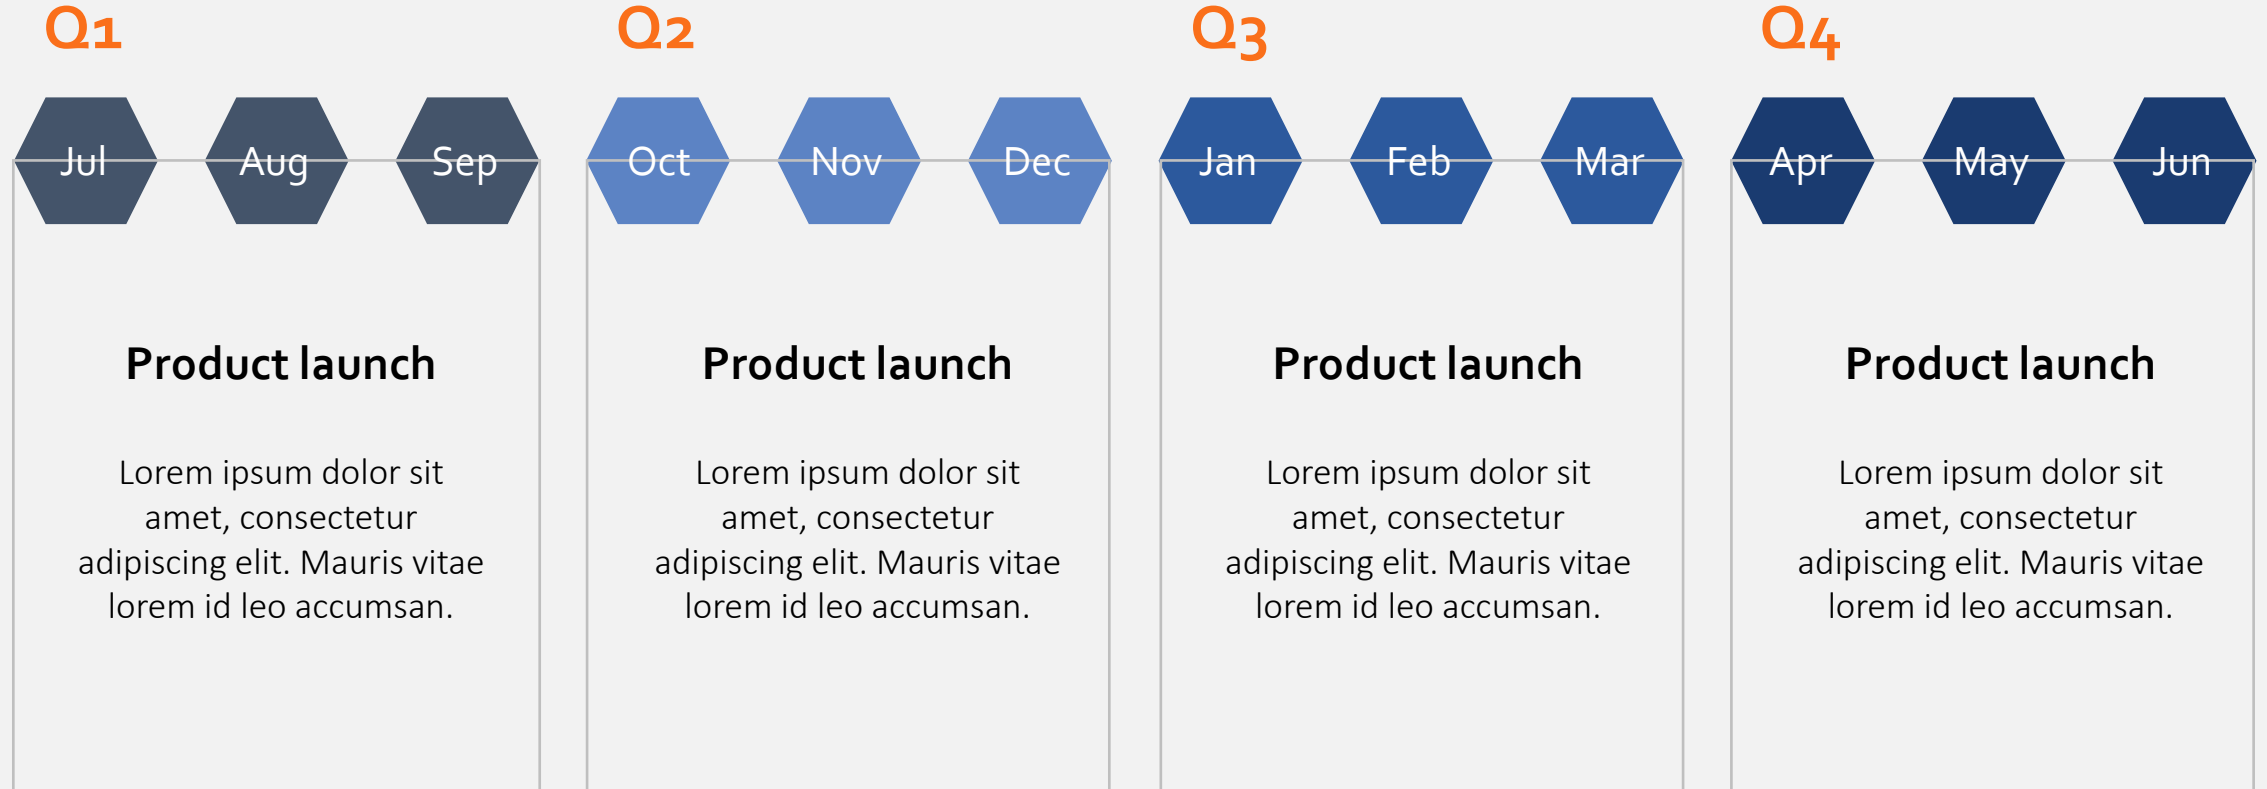 Q1
Q2
Q3
Q4
Jul
Aug
Sep
Oct
Nov
Dec
Jan
Feb
Mar
Apr
May
Jun
Product launch
Lorem ipsum dolor sit
amet, consectetur
adipiscing elit. Mauris vitae
lorem id leo accumsan.
Product launch
Lorem ipsum dolor sit
amet, consectetur
adipiscing elit. Mauris vitae
lorem id leo accumsan.
Product launch
Lorem ipsum dolor sit
amet, consectetur
adipiscing elit. Mauris vitae
lorem id leo accumsan.
Product launch
Lorem ipsum dolor sit
amet, consectetur
adipiscing elit. Mauris vitae
lorem id leo accumsan.